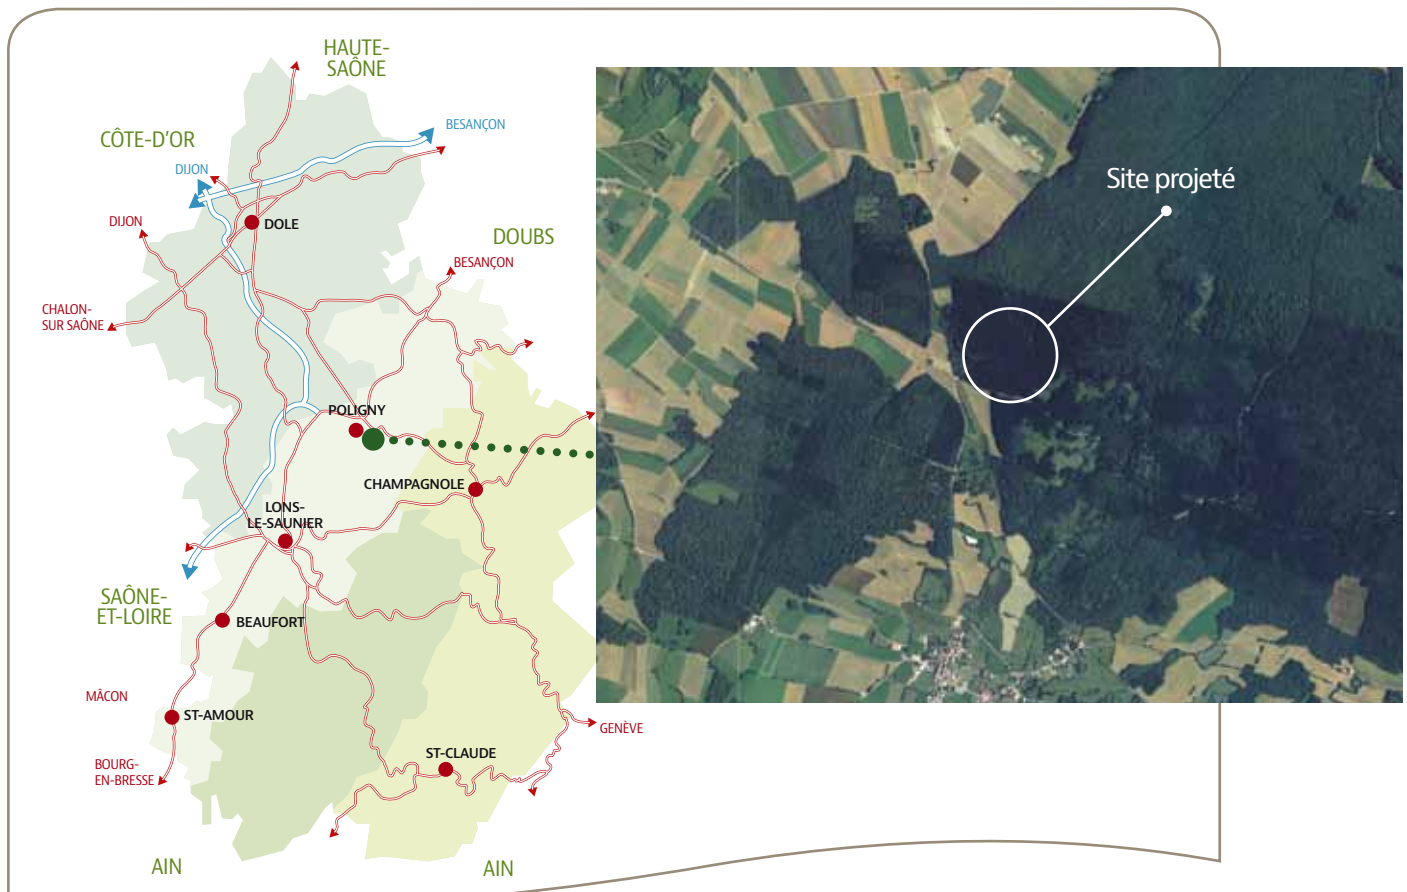 HAUTE-
SAÔNE
CÔTE-D'OR
BESANÇON
DIJON
DIJON
DOLE
DOUBS
BESANÇON
CHALON-
SUR SAÔNE
POLIGNY
CHAMPAGNOLE
LONS-
LE-SAUNIER
SAÔNE-
ET-LOIRE
BEAUFORT
MÂCON
ST-AMOUR
GENÈVE
ST-CLAUDE
BOURG-
EN-BRESSE
AIN
AIN
Site projeté